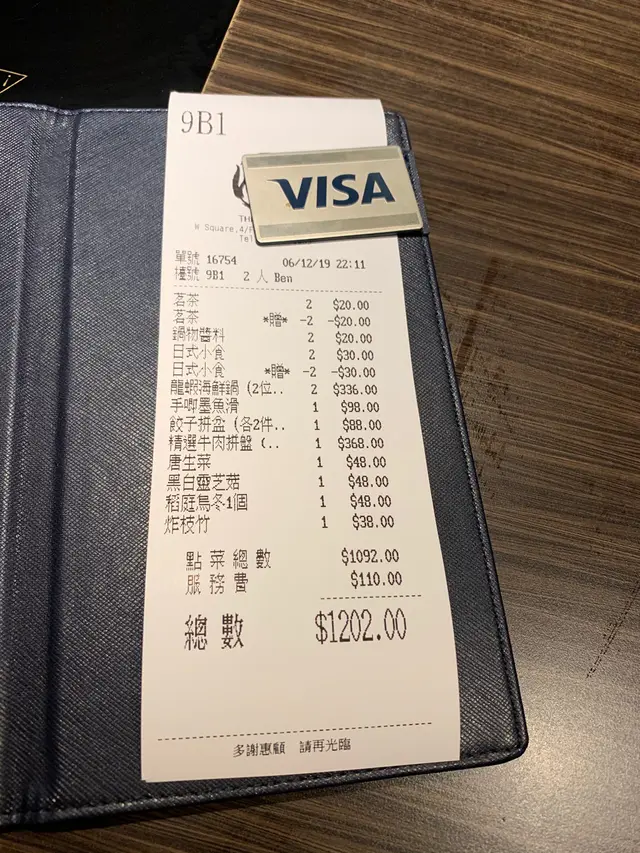 9B1
VISA
TH
W Square,4/F
Tel
單號 16754 06/12/19 22:11
檯號 9B1 2 人 Ben
茗茶 2 $20.00
茗茶 *贈* -2 -$20.00
鍋物醬料 2 $20.00
日式小食 2 $30.00
日式小食 *贈* -2 -$30.00
龍蝦海鮮鍋 (2位.. 2 $336.00
手唧墨魚滑 1 $98.00
餃子拼盆 (各2件.. 1 $88.00
精選牛肉拼盤 (.. 1 $368.00
唐生菜 1 $48.00
黑白靈芝菇 1 $48.00
稻庭烏冬1個 1 $48.00
炸枝竹 1 $38.00
點菜總數 $1092.00
服務費 $110.00
總數 $1202.00
多謝惠顧 請再光臨